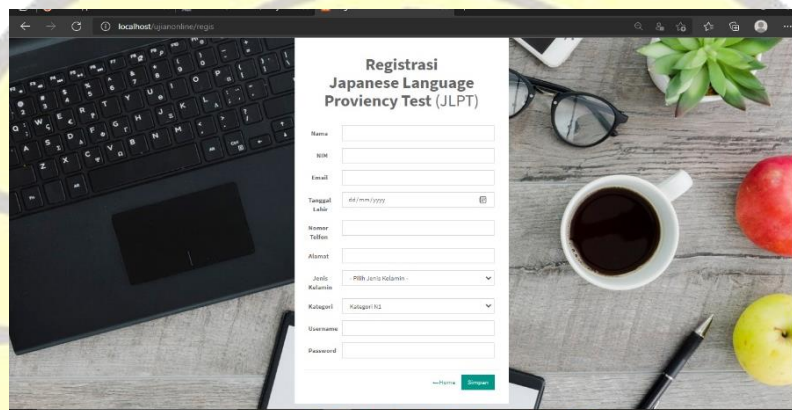 localhost/ujianonline/regis
Registrasi
Japanese Language
Proviency Test (JLPT)
Nama
NIM
Email
Tanggal
Lahir
dd/mm/yyyy
Nomor
Telfon
Alamat
Jenis
Kelamin
- Pilih Jenis Kelamin -
Kategori
Kategori N1
Username
Password
Home
Simpan